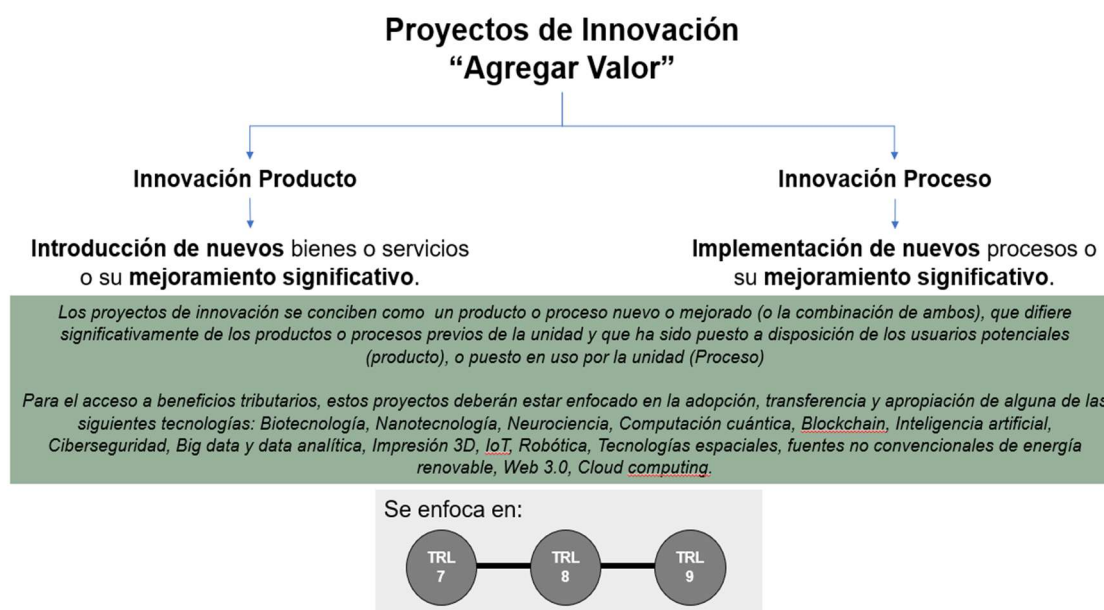 Proyectos de Innovación
“Agregar Valor”
Innovación Producto
Innovación Proceso
Introducción de nuevos bienes o servicios
o su mejoramiento significativo.
Implementación de nuevos procesos o
su mejoramiento significativo.
Los proyectos de innovación se conciben como un producto o proceso nuevo o mejorado (o la combinación de ambos), que difiere
significativamente de los productos o procesos previos de la unidad y que ha sido puesto a disposición de los usuarios potenciales
(producto), o puesto en uso por la unidad (Proceso)
Para el acceso a beneficios tributarios, estos proyectos deberán estar enfocado en la adopción, transferencia y apropiación de alguna de las
siguientes tecnologías: Biotecnología, Nanotecnología, Neurociencia, Computación cuántica, Blockchain, Inteligencia artificial,
Ciberseguridad, Big data y data analítica, Impresión 3D, IoT, Robótica, Tecnologías espaciales, fuentes no convencionales de energía
renovable, Web 3.0, Cloud computing.
Se enfoca en:
TRL
7
TRL
8
TRL
9